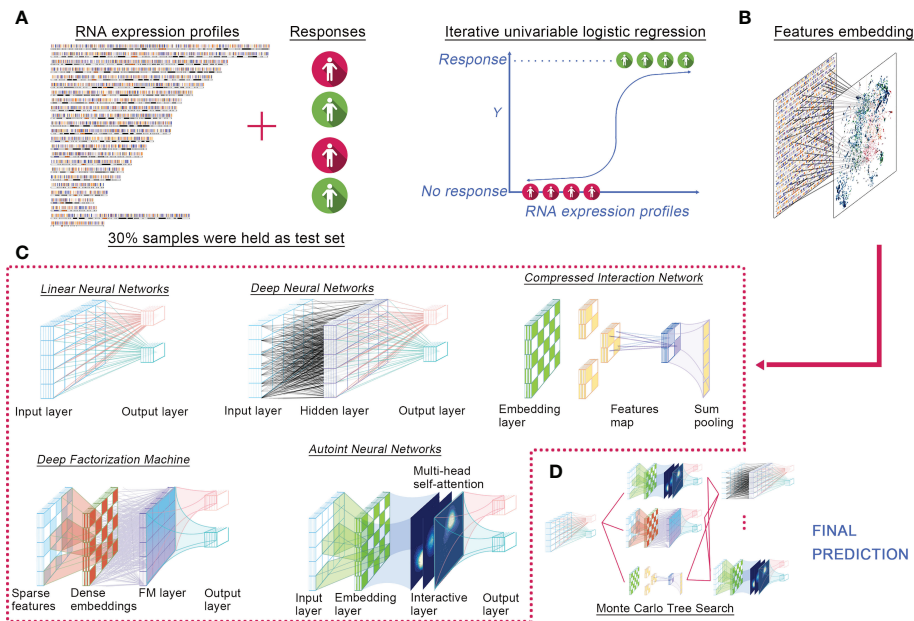 A
RNA expression profiles
Responses
30% samples were held as test set
Iterative univariable logistic regression
Response
Y
No response
RNA expression profiles
B
Features embedding
C
Linear Neural Networks
Input layer
Output layer
Deep Neural Networks
Input layer
Hidden layer
Output layer
Compressed Interaction Network
Embedding
layer
Features
map
Sum
pooling
Deep Factorization Machine
Sparse
features
Dense
embeddings
FM layer
Output
layer
Autoint Neural Networks
Multi-head
self-attention
Input
layer
Embedding
layer
Interactive
layer
Output
layer
D
Monte Carlo Tree Search
FINAL
PREDICTION